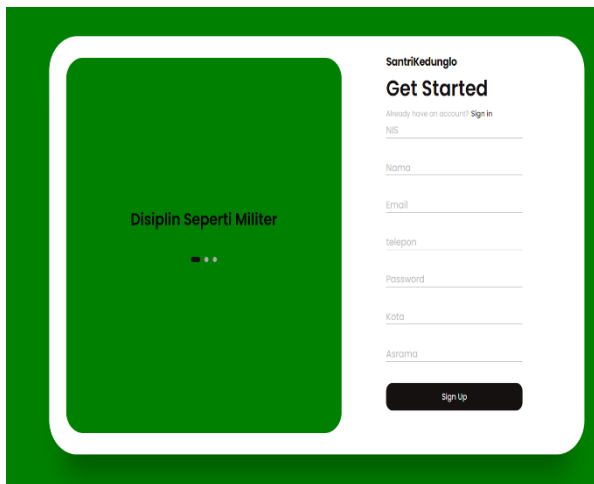 Disiplin Seperti Militer
SantriKedunglo
Get Started
Already have an account? Sign in
NIS
Nama
Email
telepon
Password
Kota
Asrama
Sign Up